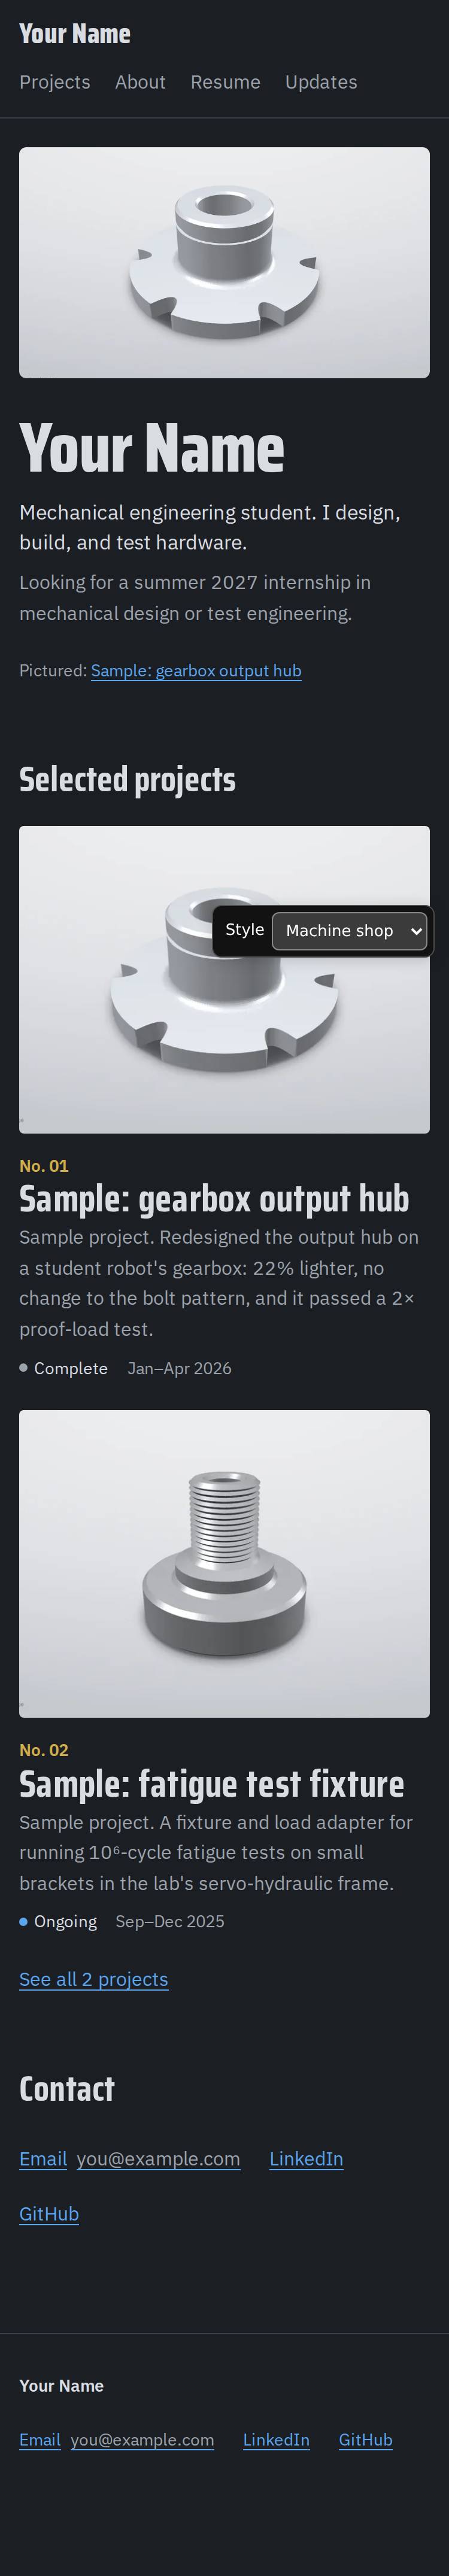 Your Name
Projects About Resume Updates
Your Name
Mechanical engineering student. I design,
build, and test hardware.
Looking for a summer 2027 internship in
mechanical design or test engineering.
Pictured: Sample: gearbox output hub
Selected projects
Style Machine shop
No. 01
Sample: gearbox output hub
Sample project. Redesigned the output hub on
a student robot's gearbox: 22% lighter, no
change to the bolt pattern, and it passed a 2×
proof-load test.
Complete Jan–Apr 2026
No. 02
Sample: fatigue test fixture
Sample project. A fixture and load adapter for
running 10⁶-cycle fatigue tests on small
brackets in the lab's servo-hydraulic frame.
Ongoing Sep–Dec 2025
See all 2 projects
Contact
Email you@example.com LinkedIn
GitHub
Your Name
Email you@example.com LinkedIn GitHub